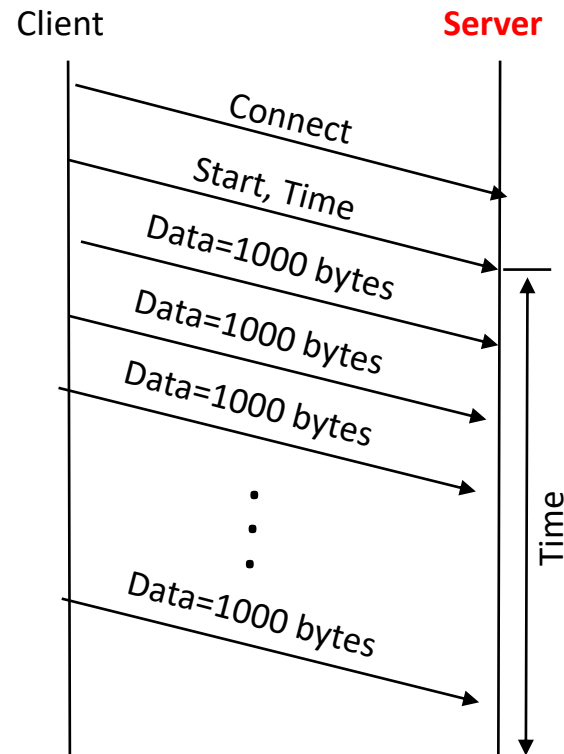 Client
Server
Connect
Start, Time
Data=1000 bytes
Data=1000 bytes
Data=1000 bytes
Time
Data=1000 bytes